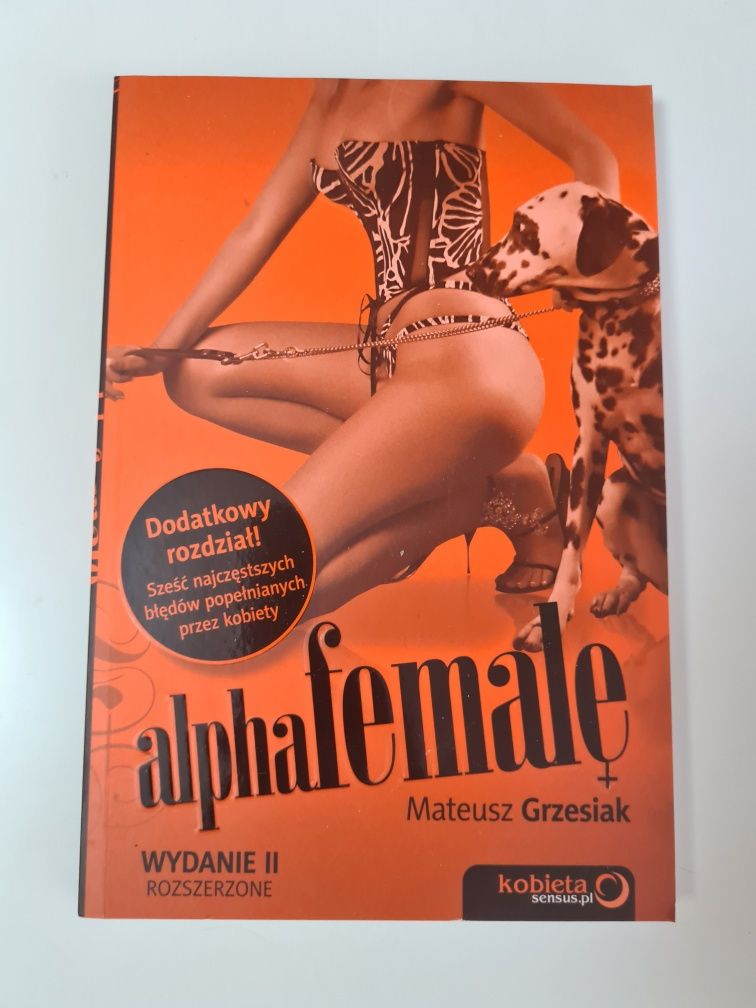 Dodatkowy
rozdział!
Sześć najczęstszych
błędów popełnianych
przez kobiety
alphafemale
Mateusz Grzesiak
WYDANIE II
ROZSZERZONE
kobieta
sensus.pl